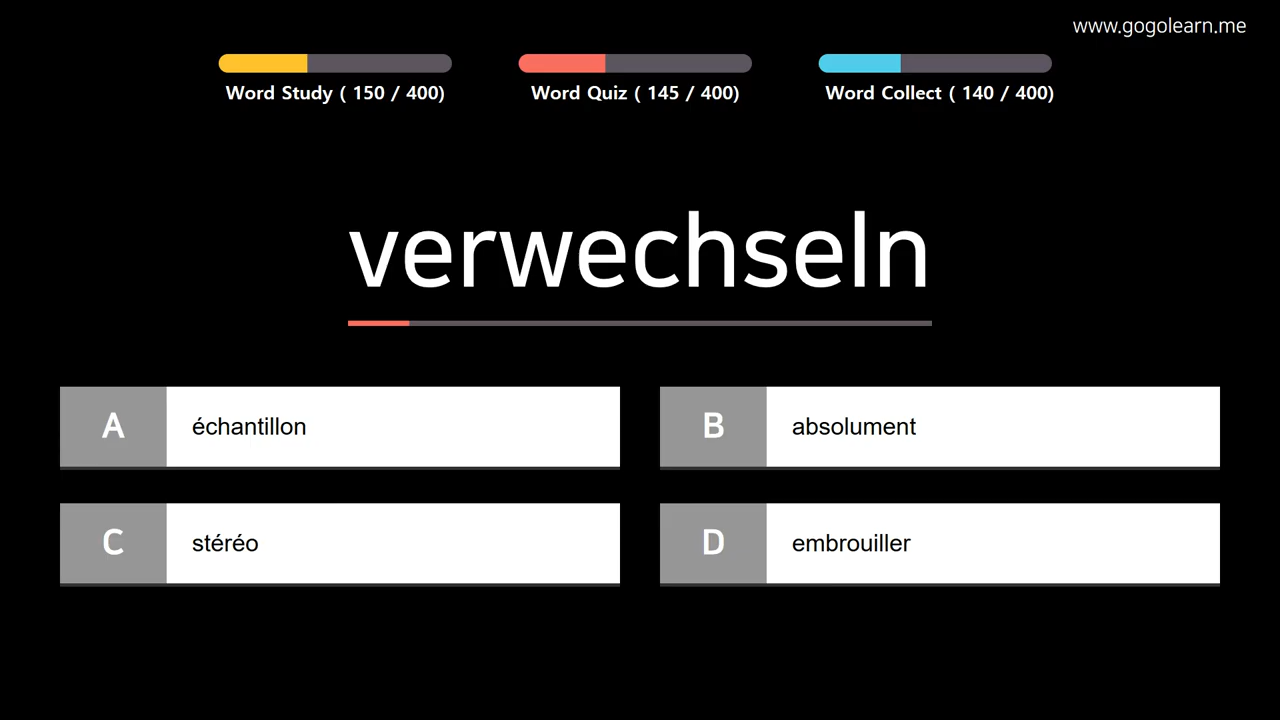 www.gogolearn.me
Word Study ( 150 / 400)
Word Quiz ( 145 / 400)
Word Collect ( 140 / 400)
verwechseln
A échantillon
B absolument
C stéréo
D embrouiller